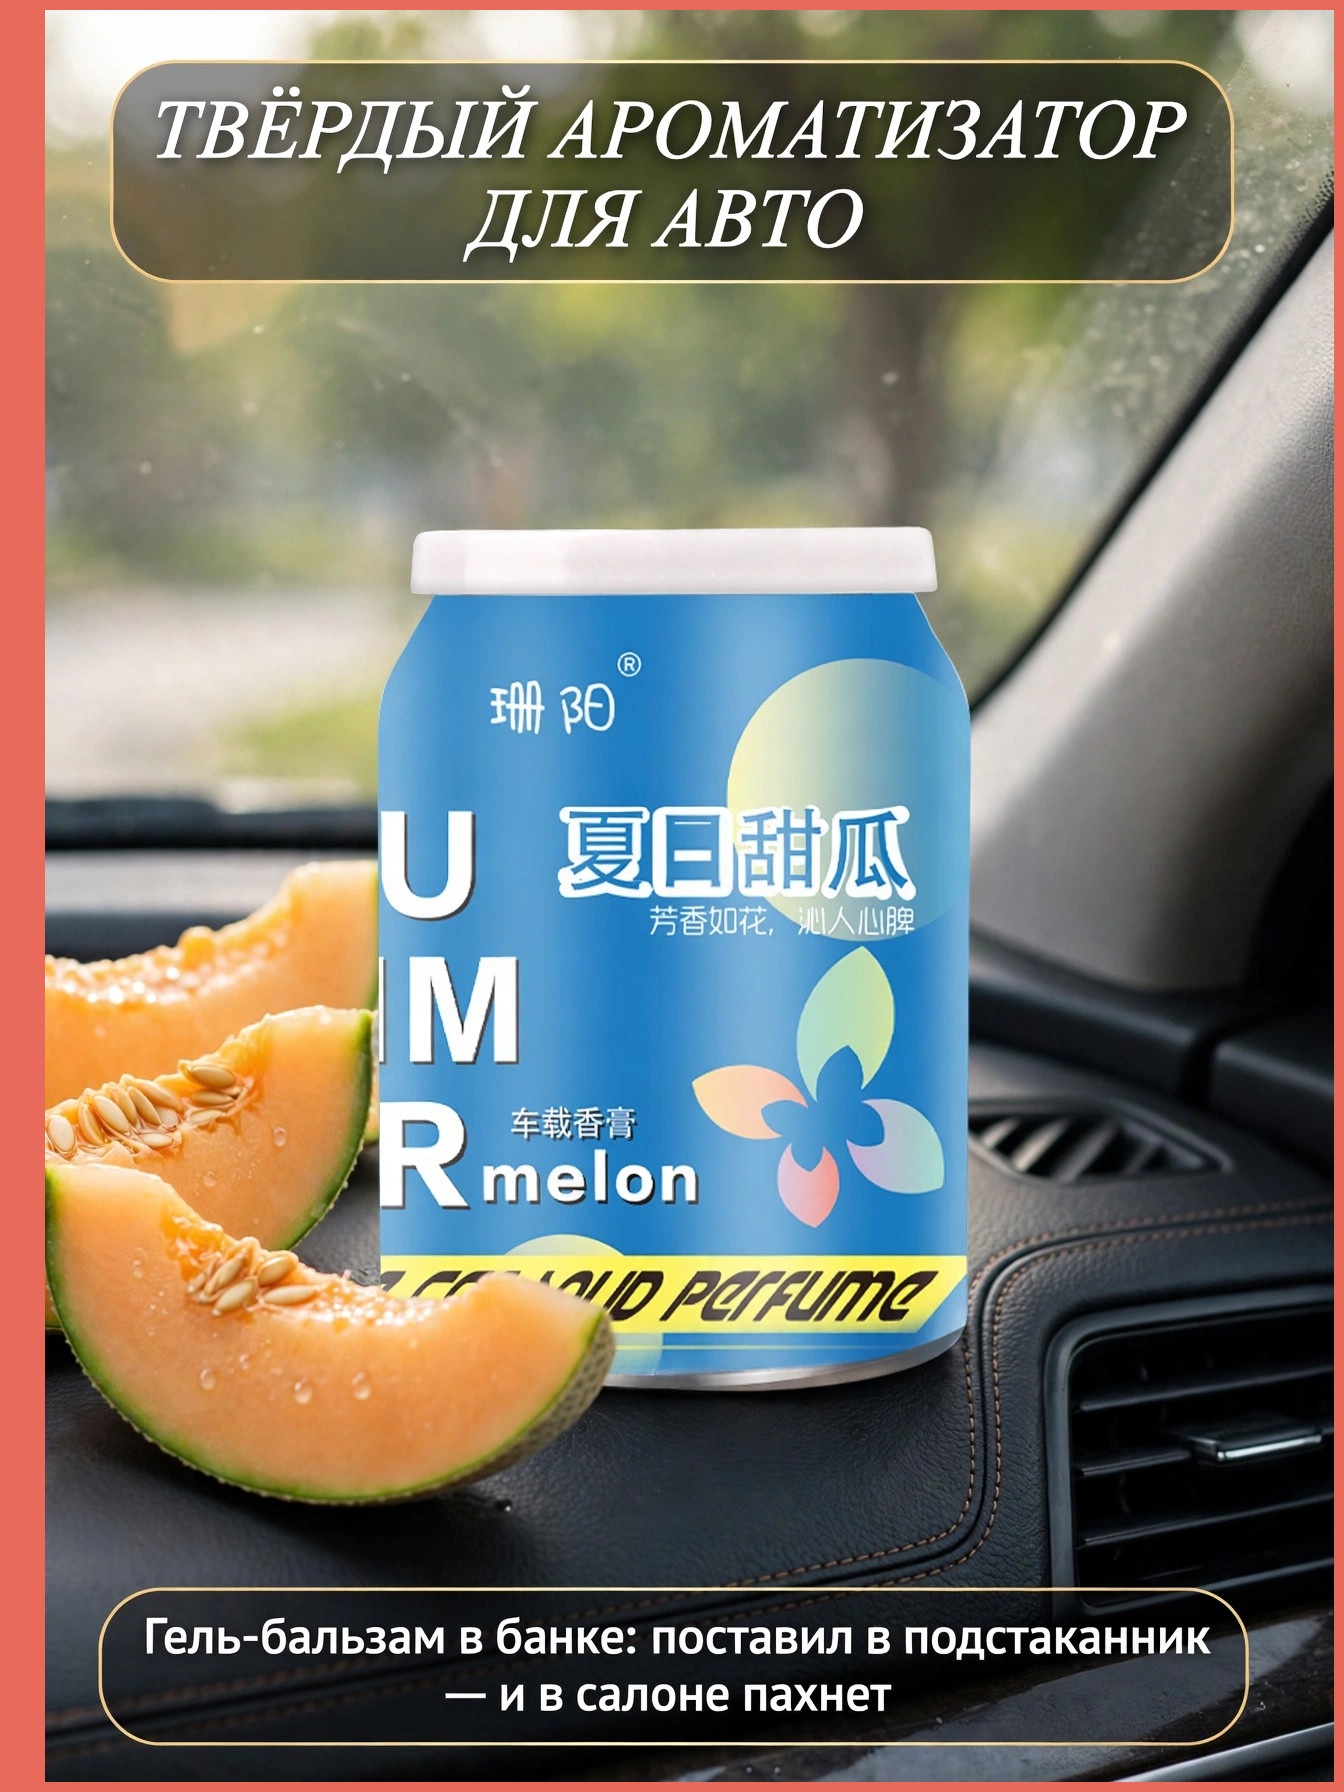 ТВЁРДЫЙ АРОМАТИЗАТОР
ДЛЯ АВТО
珊阳®
U
夏日甜瓜
芳香如花，沁人心脾
M
车载香膏
R melon
PERFUME
Гель-бальзам в банке: поставил в подстаканник
— и в салоне пахнет